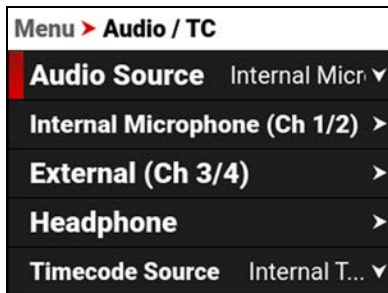 Menu > Audio / TC
Audio Source Internal Micr
Internal Microphone (Ch 1/2) >
External (Ch 3/4) >
Headphone >
Timecode Source Internal T...